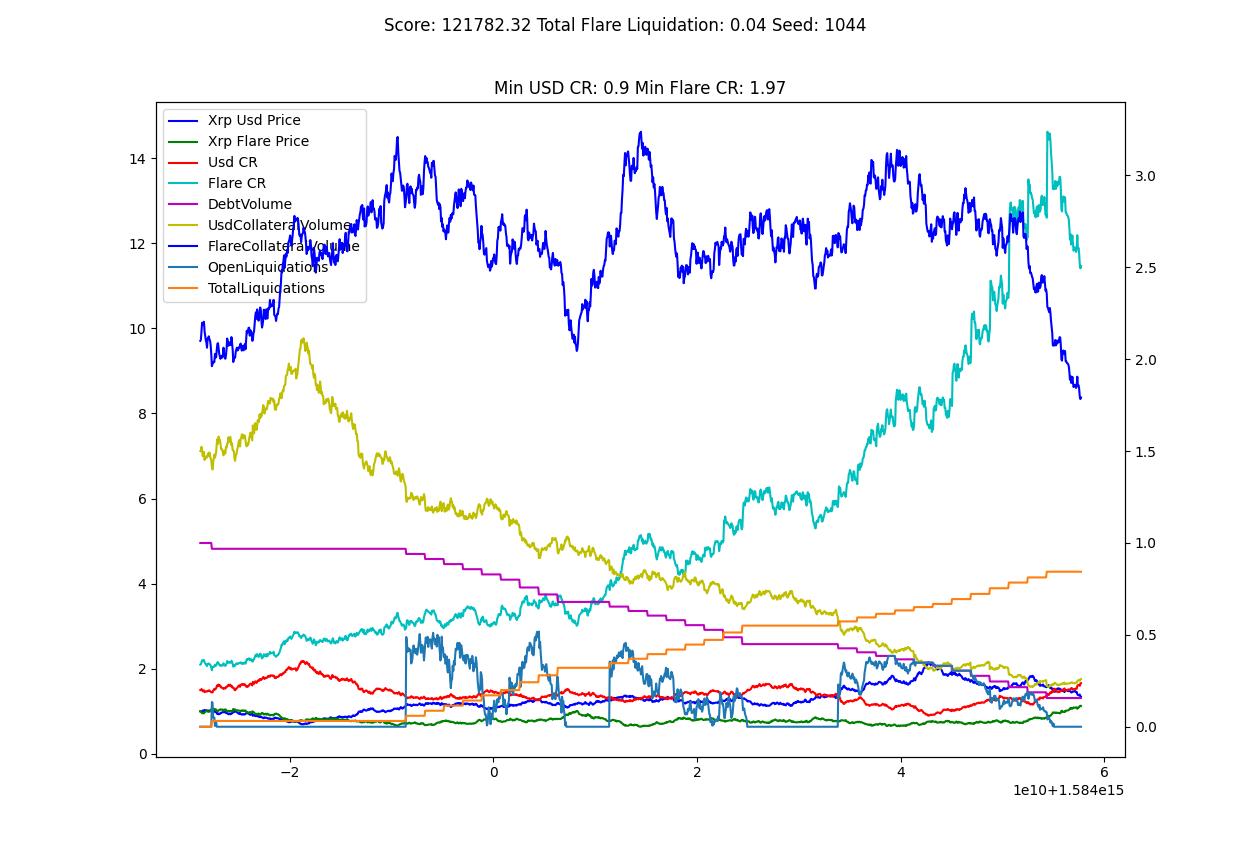 Score: 121782.32 Total Flare Liquidation: 0.04 Seed: 1044
Min USD CR: 0.9 Min Flare CR: 1.97
Xrp Usd Price
Xrp Flare Price
Usd CR
Flare CR
DebtVolume
UsdCollateralVolume
FlareCollateralVolume
OpenLiquidations
TotalLiquidations
14
12
10
8
6
4
2
0
3.0
2.5
2.0
1.5
1.0
0.5
0.0
−2
0
2
4
6
1e10+1.584e15